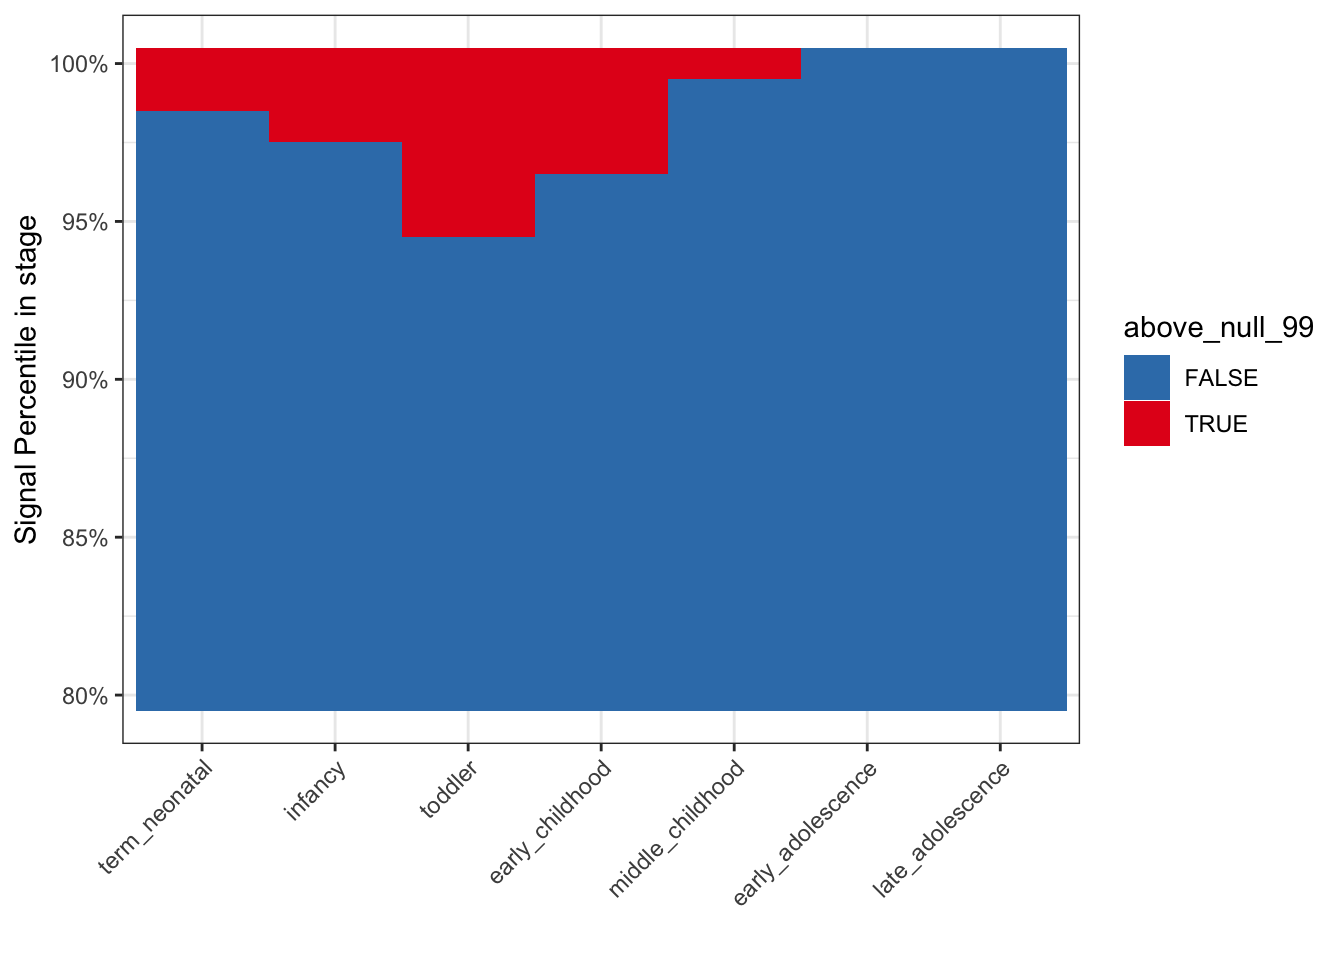 Signal Percentile in stage
100%
95%
90%
85%
80%
term_neonatal
infancy
toddler
early_childhood
middle_childhood
early_adolescence
late_adolescence
above_null_99
FALSE
TRUE